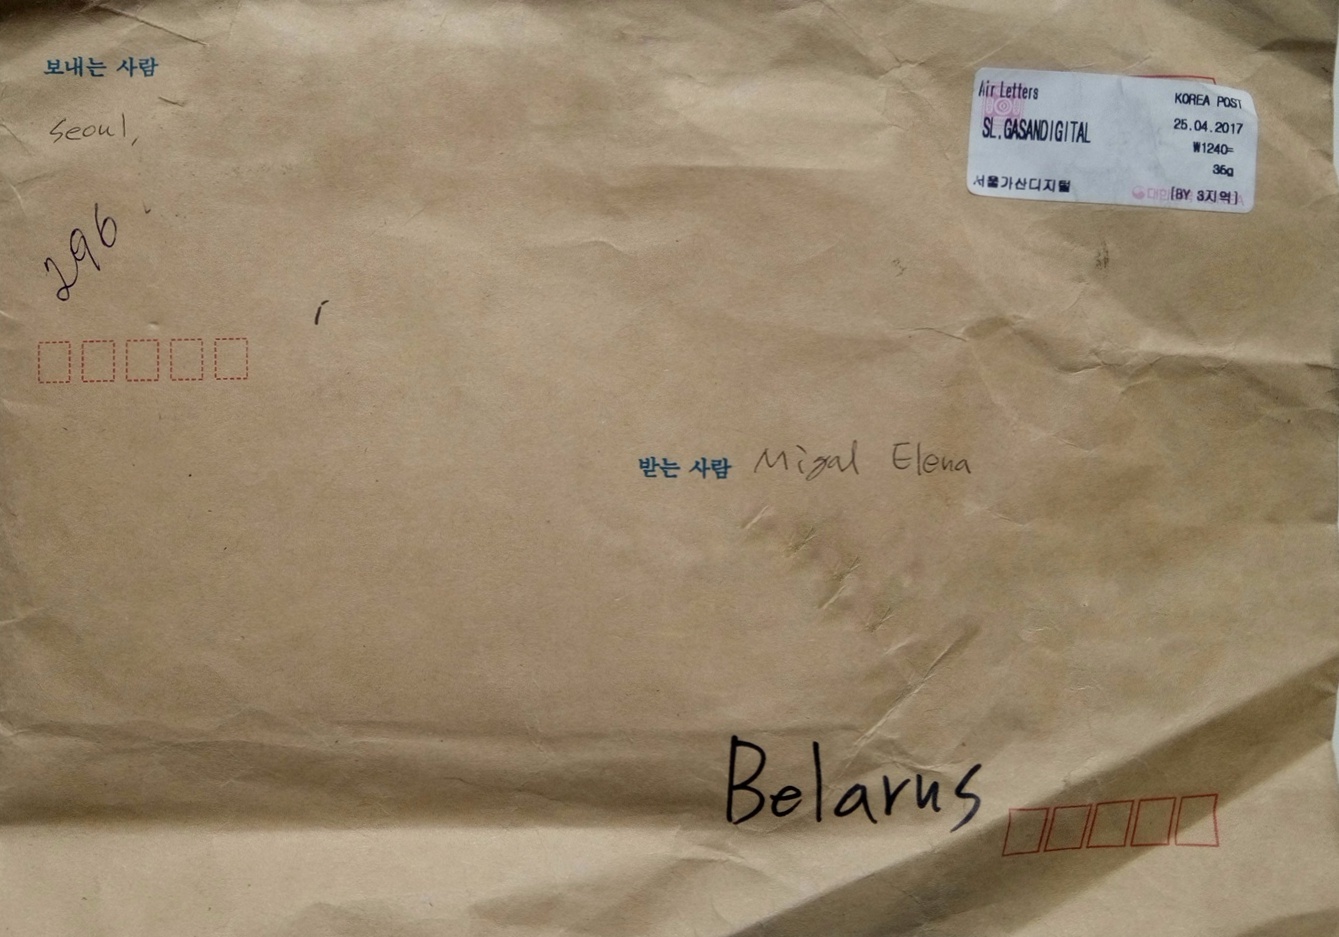 보내는 사람
Seoul,
296
Air Letters
KOREA POST
SL.GASANDIGITAL
25.04.2017
₩1240=
36g
서울가산디지털
[BY 3지역]
받는 사람 Migal Elena
Belarus